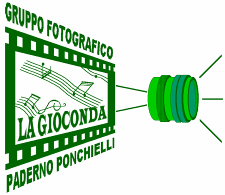 GRUPPO FOTOGRAFICO
LA GIOCONDA
PADERNO PONCHIELLI